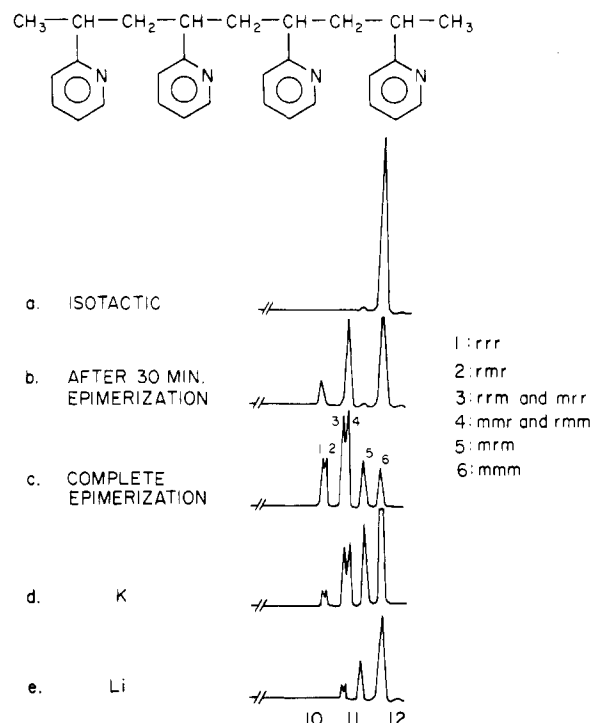 CH₃—CH—CH₂—CH—CH₂—CH—CH₂—CH—CH₃
N N N N
a. ISOTACTIC
b. AFTER 30 MIN. EPIMERIZATION
c. COMPLETE EPIMERIZATION
d. K
e. Li
1 2 3 4 5 6
10 11 12
1: rrr
2: rmr
3: rrm and mrr
4: mmr and rmm
5: mrm
6: mmm